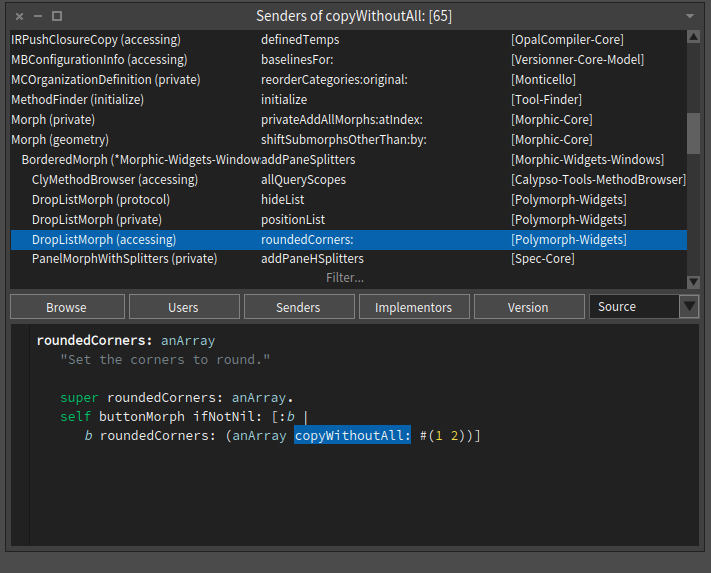 Senders of copyWithoutAll: [65]
IRPushClosureCopy (accessing) definedTemps [OpalCompiler-Core]
MBConfigurationInfo (accessing) baselinesFor: [Versionner-Core-Model]
MCOrganizationDefinition (private) reorderCategories:original: [Monticello]
MethodFinder (initialize) initialize [Tool-Finder]
Morph (private) privateAddAllMorphs:atIndex: [Morphic-Core]
Morph (geometry) shiftSubmorphsOtherThan:by: [Morphic-Core]
BorderedMorph (*Morphic-Widgets-Window addPaneSplitters [Morphic-Widgets-Windows]
ClyMethodBrowser (accessing) allQueryScopes [Calypso-Tools-MethodBrowser]
DropListMorph (protocol) hideList [Polymorph-Widgets]
DropListMorph (private) positionList [Polymorph-Widgets]
DropListMorph (accessing) roundedCorners: [Polymorph-Widgets]
PanelMorphWithSplitters (private) addPaneHSplitters [Spec-Core]
Filter...
Browse Users Senders Implementors Version Source
roundedCorners: anArray
"Set the corners to round."
super roundedCorners: anArray.
self buttonMorph ifNotNil: [:b |
b roundedCorners: (anArray copyWithoutAll: #(1 2))]